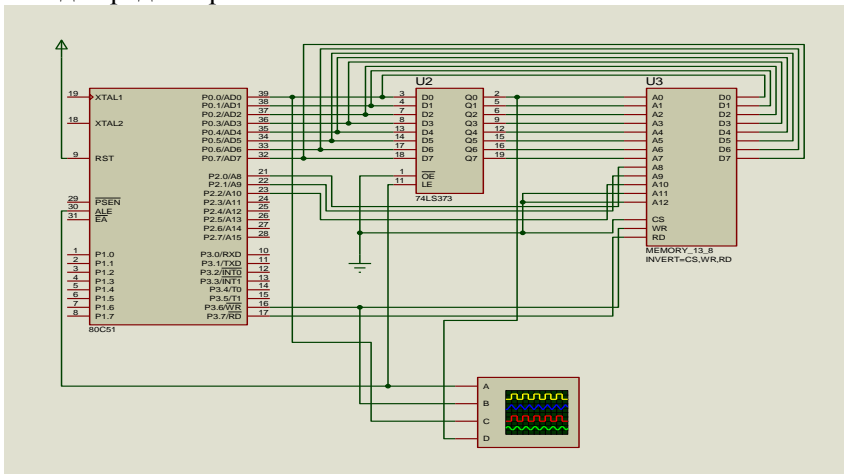 U2
U3
19 XTAL1
18 XTAL2
9 RST
29 PSEN
30 ALE
31 EA
1 P1.0
2 P1.1
3 P1.2
4 P1.3
5 P1.4
6 P1.5
7 P1.6
8 P1.7
P0.0/AD0 39
P0.1/AD1 38
P0.2/AD2 37
P0.3/AD3 36
P0.4/AD4 35
P0.5/AD5 34
P0.6/AD6 33
P0.7/AD7 32
P2.0/A8 21
P2.1/A9 22
P2.2/A10 23
P2.3/A11 24
P2.4/A12 25
P2.5/A13 26
P2.6/A14 27
P2.7/A15 28
P3.0/RXD 10
P3.1/TXD 11
P3.2/INT0 12
P3.3/INT1 13
P3.4/T0 14
P3.5/T1 15
P3.6/WR 16
P3.7/RD 17
80C51
3 D0 Q0 2
4 D1 Q1 5
7 D2 Q2 6
8 D3 Q3 9
13 D4 Q4 12
14 D5 Q5 15
17 D6 Q6 16
18 D7 Q7 19
1 OE
11 LE
74LS373
A0 D0
A1 D1
A2 D2
A3 D3
A4 D4
A5 D5
A6 D6
A7 D7
A8
A9
A10
A11
A12
CS
WR
RD
MEMORY_13_8
INVERT=CS,WR,RD
A
B
C
D